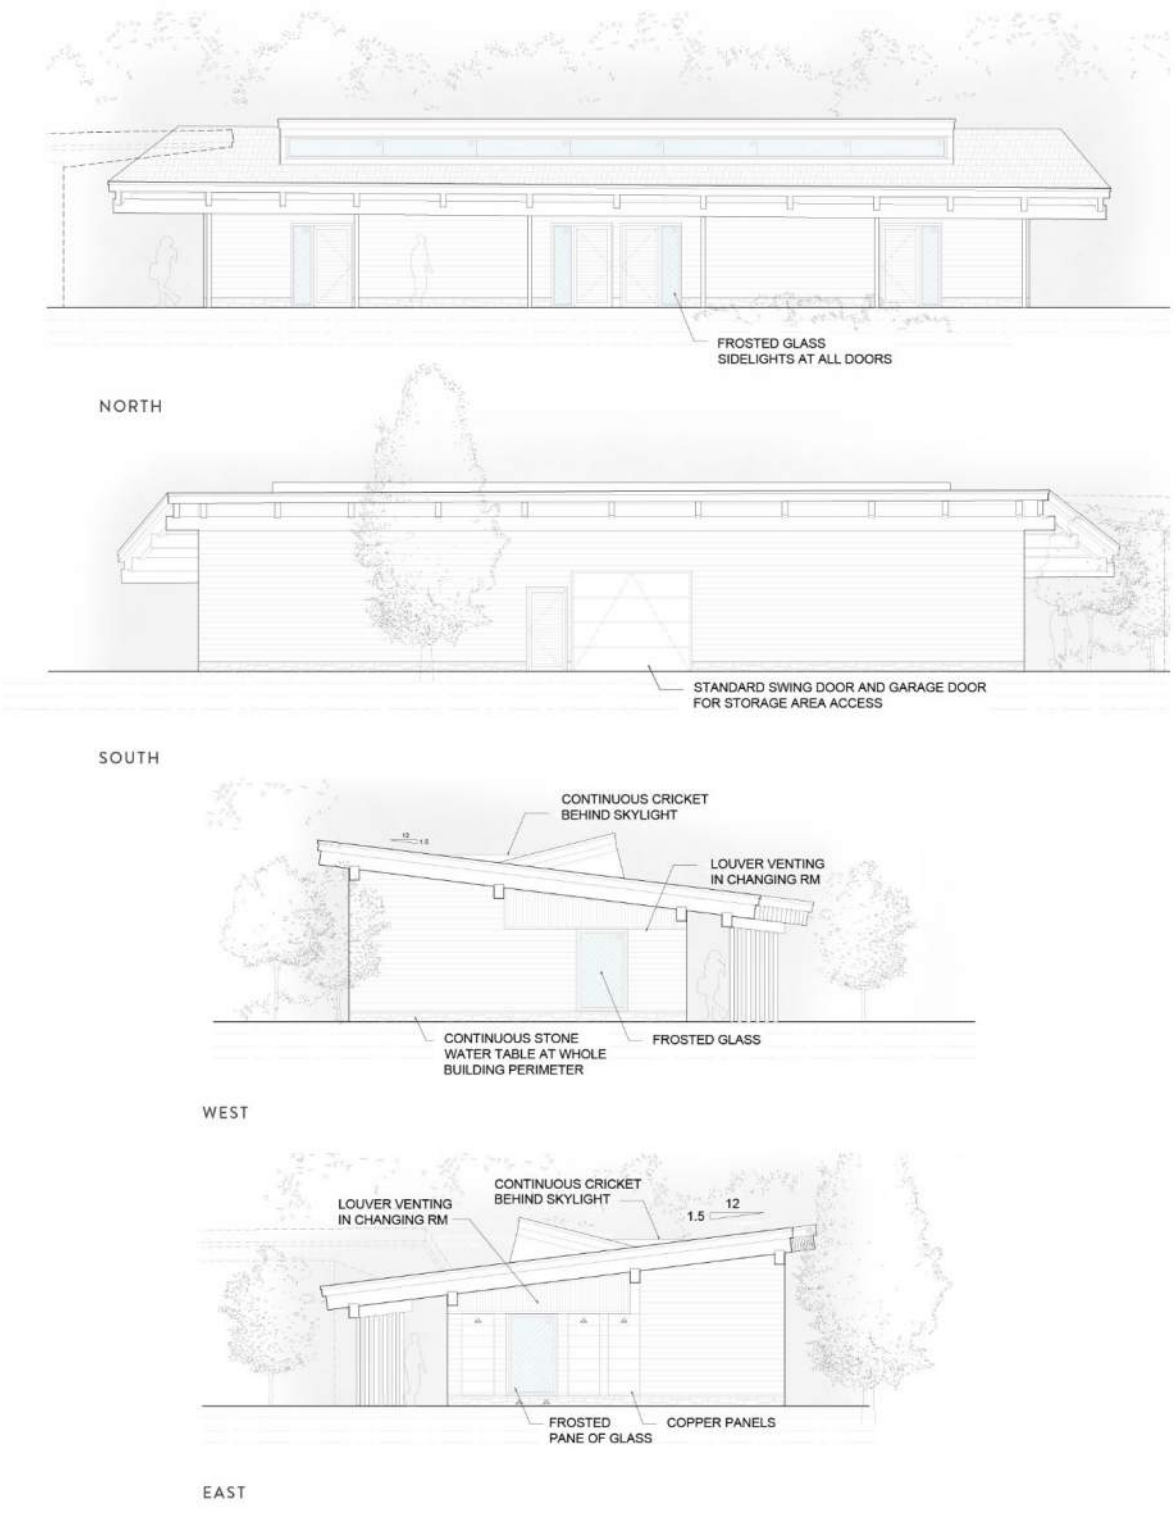 FROSTED GLASS
SIDELIGHTS AT ALL DOORS
NORTH
STANDARD SWING DOOR AND GARAGE DOOR
FOR STORAGE AREA ACCESS
SOUTH
CONTINUOUS CRICKET
BEHIND SKYLIGHT
12
1.5
LOUVER VENTING
IN CHANGING RM
CONTINUOUS STONE
WATER TABLE AT WHOLE
BUILDING PERIMETER
FROSTED GLASS
WEST
CONTINUOUS CRICKET
BEHIND SKYLIGHT
LOUVER VENTING
IN CHANGING RM
12
1.5
FROSTED
PANE OF GLASS
COPPER PANELS
EAST